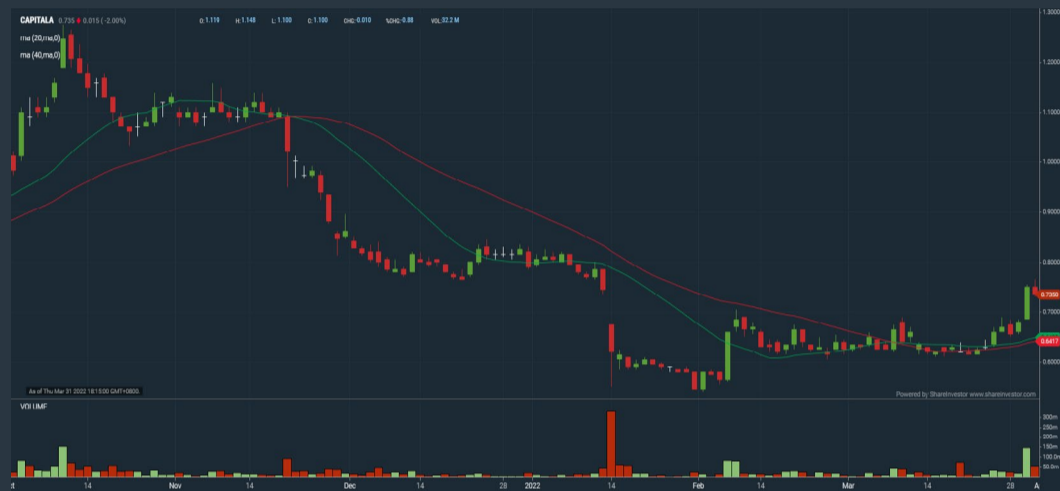 CAPITALA 0.735 0.015 (-2.00%) O: 1.119 H: 1.148 L: 1.100 C: 1.100 CHG:-0.010 %CHG:-0.88 VOL:32.2 M
ma (20,ma,0)
ma (40,ma,0)
1.3000
1.2000
1.1000
1.0000
0.9000
0.8000
0.7350
0.7000
0.6417
0.6000
As of Thu Mar 31 2022 18:15:00 GMT+0800.
Powered by ShareInvestor www.shareinvestor.com
VOLUME
300m
250m
200m
150m
100.0m
50.0m
14 Nov 14 Dec 14 28 2022 14 Feb 14 Mar 14 28